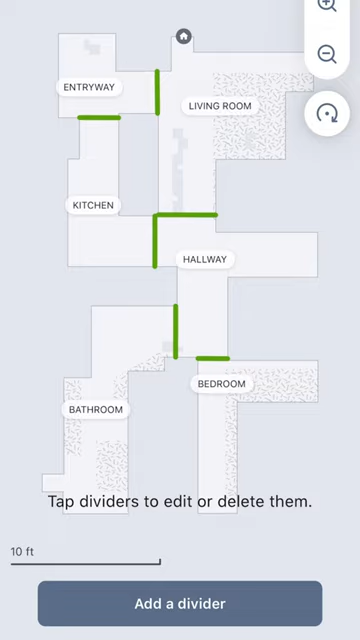 ENTRYWAY
LIVING ROOM
KITCHEN
HALLWAY
BEDROOM
BATHROOM
Tap dividers to edit or delete them.
10 ft
Add a divider